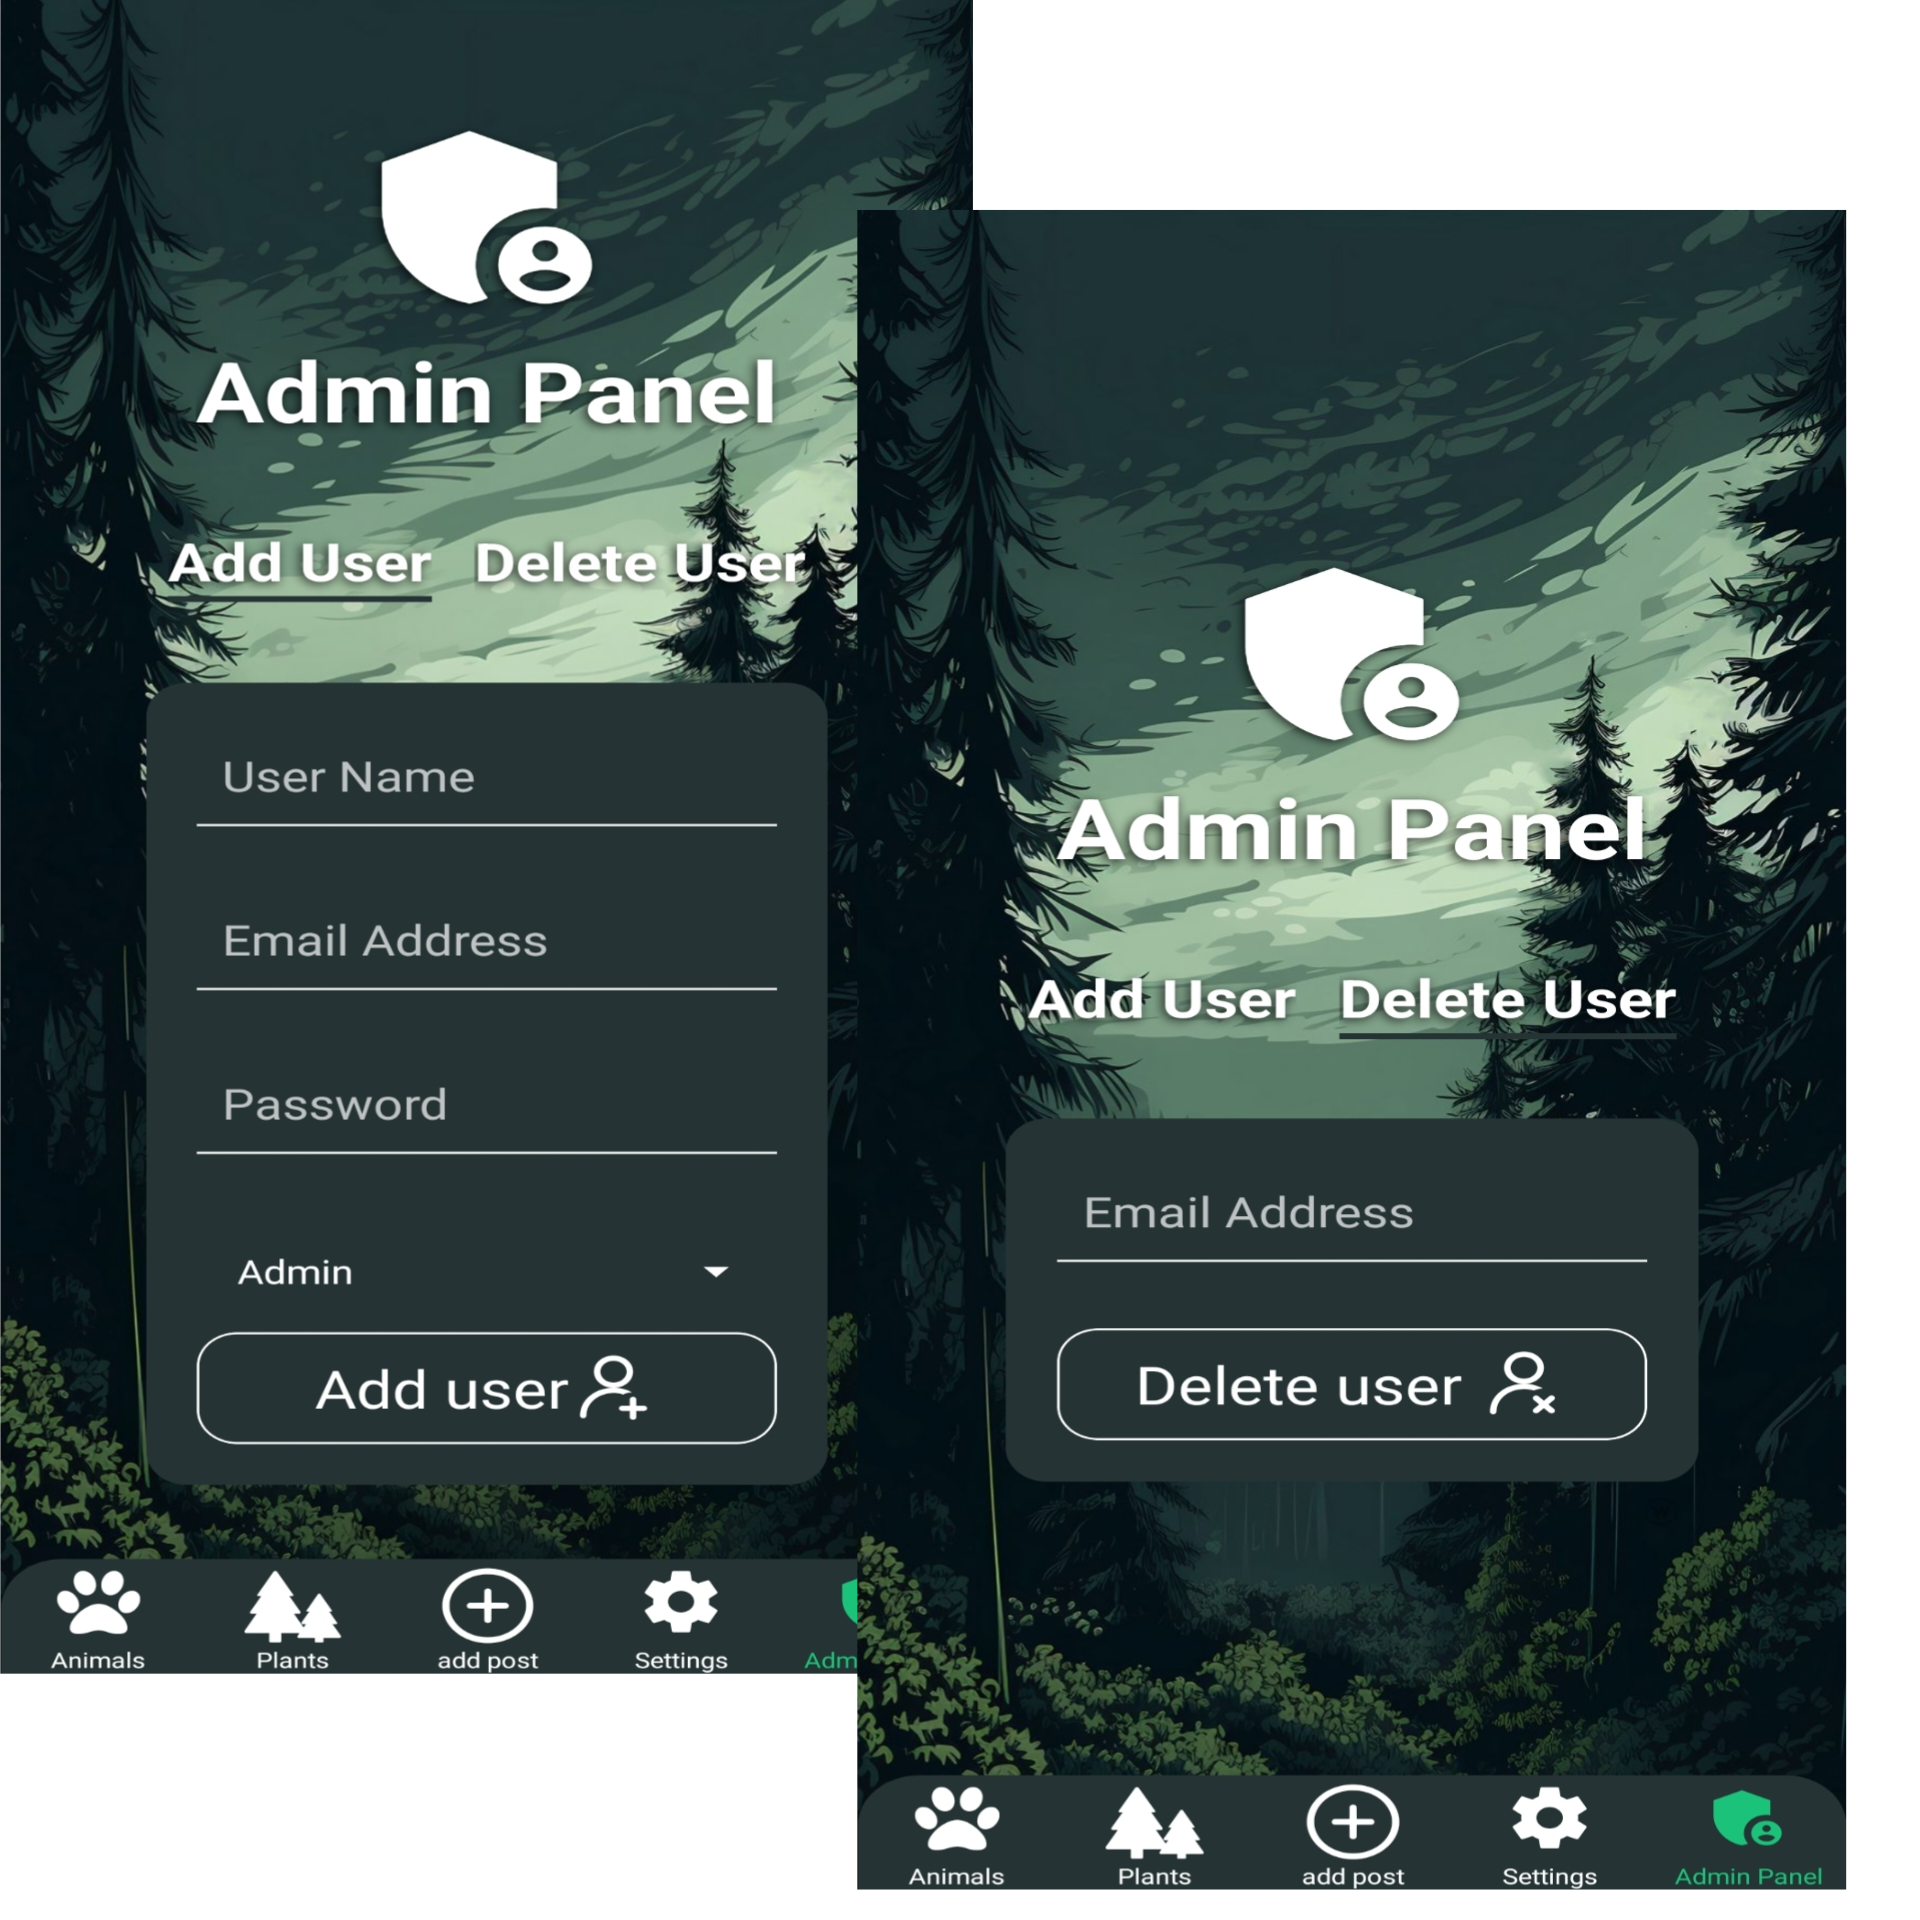 Admin Panel
Add User Delete User
User Name
Email Address
Password
Admin
Add user
Animals Plants add post Settings Adm
Admin Panel
Add User Delete User
Email Address
Delete user
Animals Plants add post Settings Admin Panel